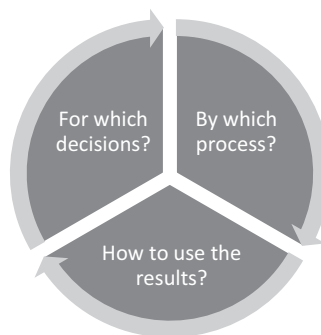 For which
decisions?
By which
process?
How to use the
results?